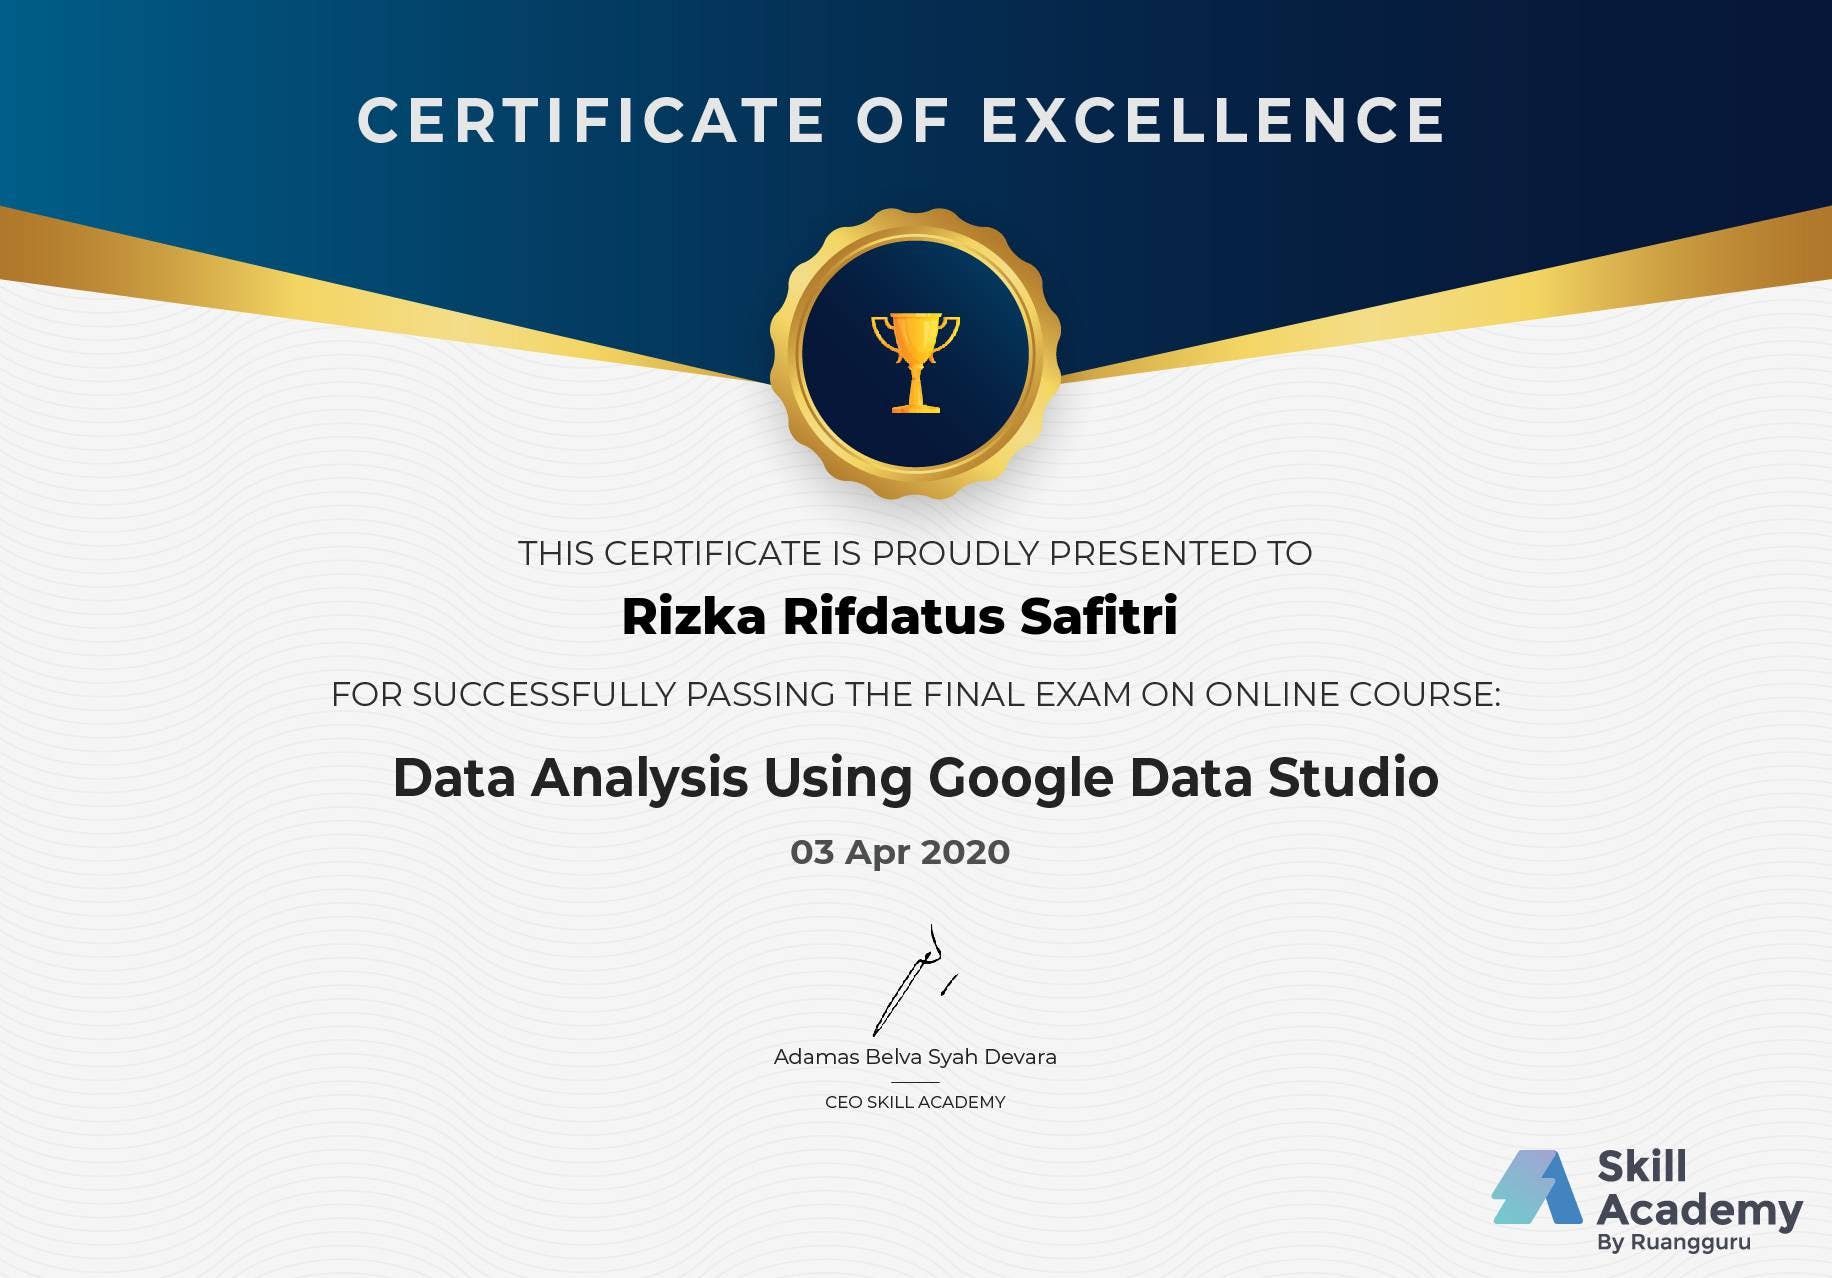 CERTIFICATE OF EXCELLENCE
THIS CERTIFICATE IS PROUDLY PRESENTED TO
Rizka Rifdatus Safitri
FOR SUCCESSFULLY PASSING THE FINAL EXAM ON ONLINE COURSE:
Data Analysis Using Google Data Studio
03 Apr 2020
Adamas Belva Syah Devara
CEO SKILL ACADEMY
Skill
Academy
By Ruangguru